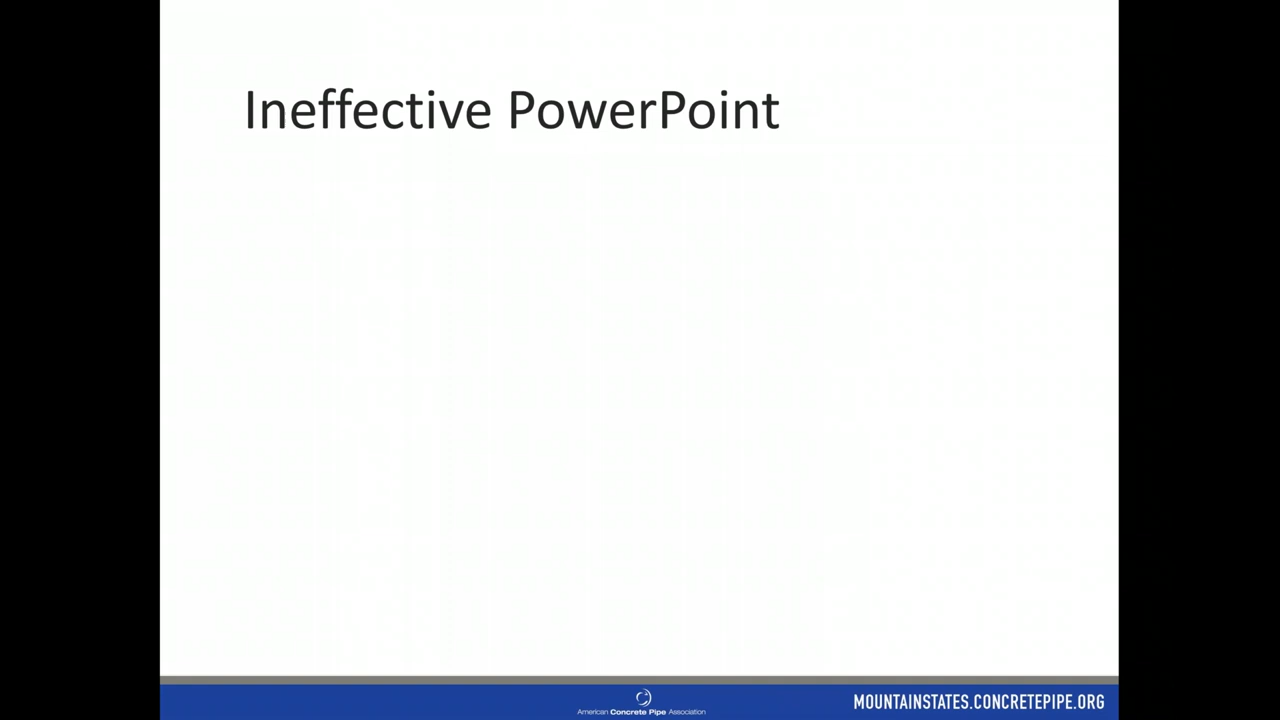 Ineffective PowerPoint
American Concrete Pipe Association
MOUNTAINSTATES.CONCRETEPIPE.ORG